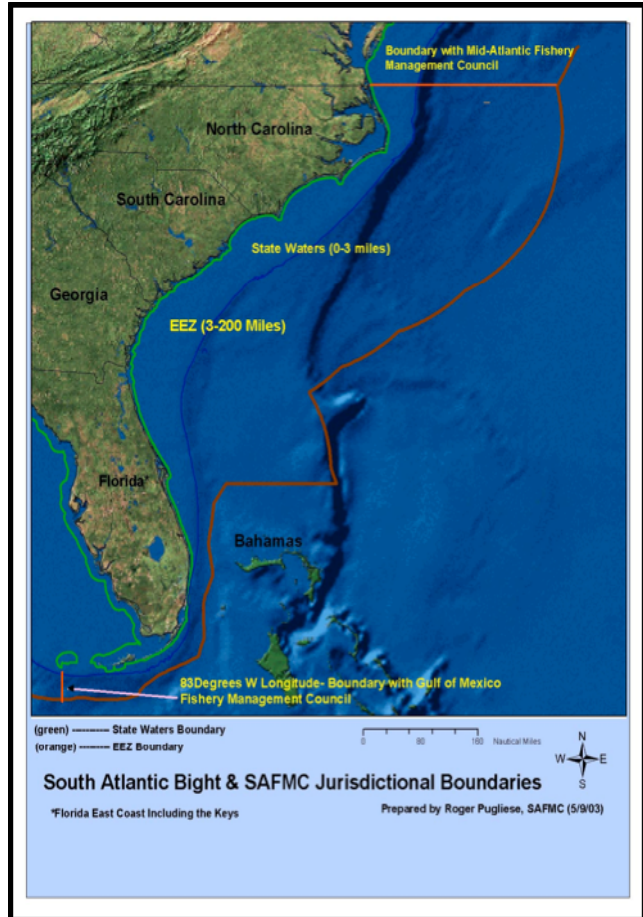 Boundary with Mid-Atlantic Fishery
Management Council
North Carolina
South Carolina
State Waters (0-3 miles)
Georgia
EEZ (3-200 Miles)
Florida*
Bahamas
83Degrees W Longitude- Boundary with Gulf of Mexico
Fishery Management Council
(green) ---------- State Waters Boundary
(orange) --------- EEZ Boundary
0 80 160 Nautical Miles
N
W E
S
South Atlantic Bight & SAFMC Jurisdictional Boundaries
*Florida East Coast Including the Keys
Prepared by Roger Pugliese, SAFMC (5/9/03)